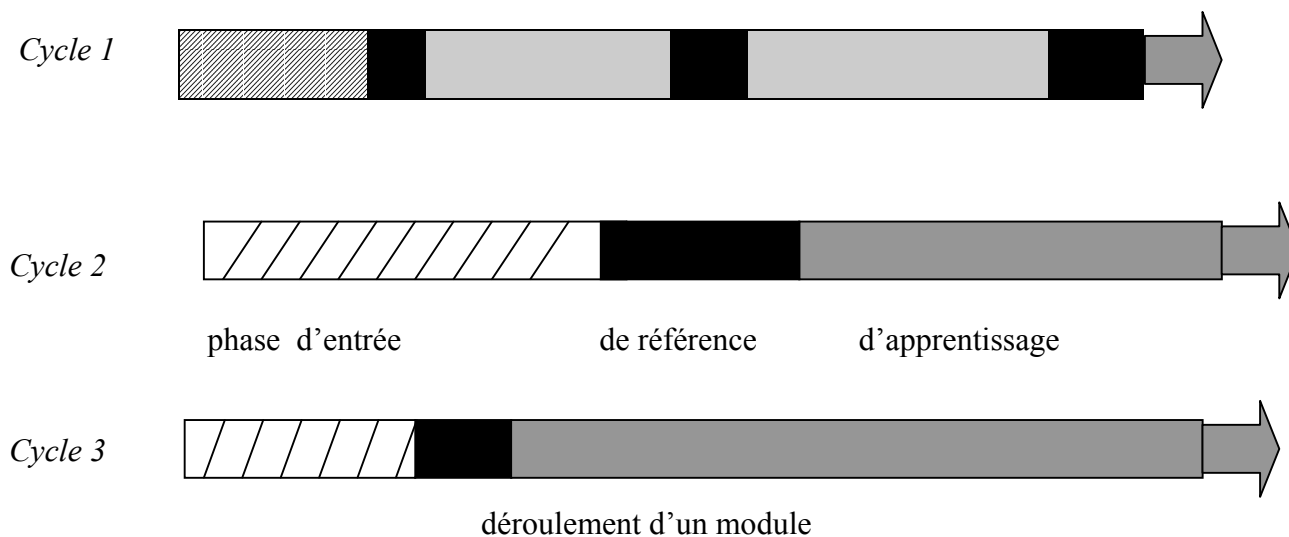 Cycle 1
Cycle 2
phase d’entrée de référence d’apprentissage
Cycle 3
déroulement d’un module